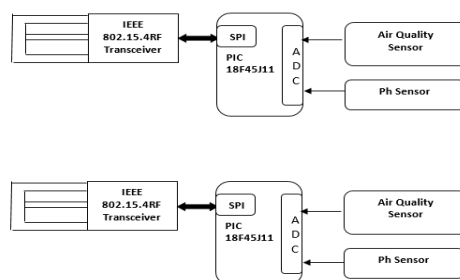 IEEE
802.15.4RF
Transceiver
SPI
PIC
18F45J11
A
D
C
Air Quality
Sensor
Ph Sensor
IEEE
802.15.4RF
Transceiver
SPI
PIC
18F45J11
A
D
C
Air Quality
Sensor
Ph Sensor